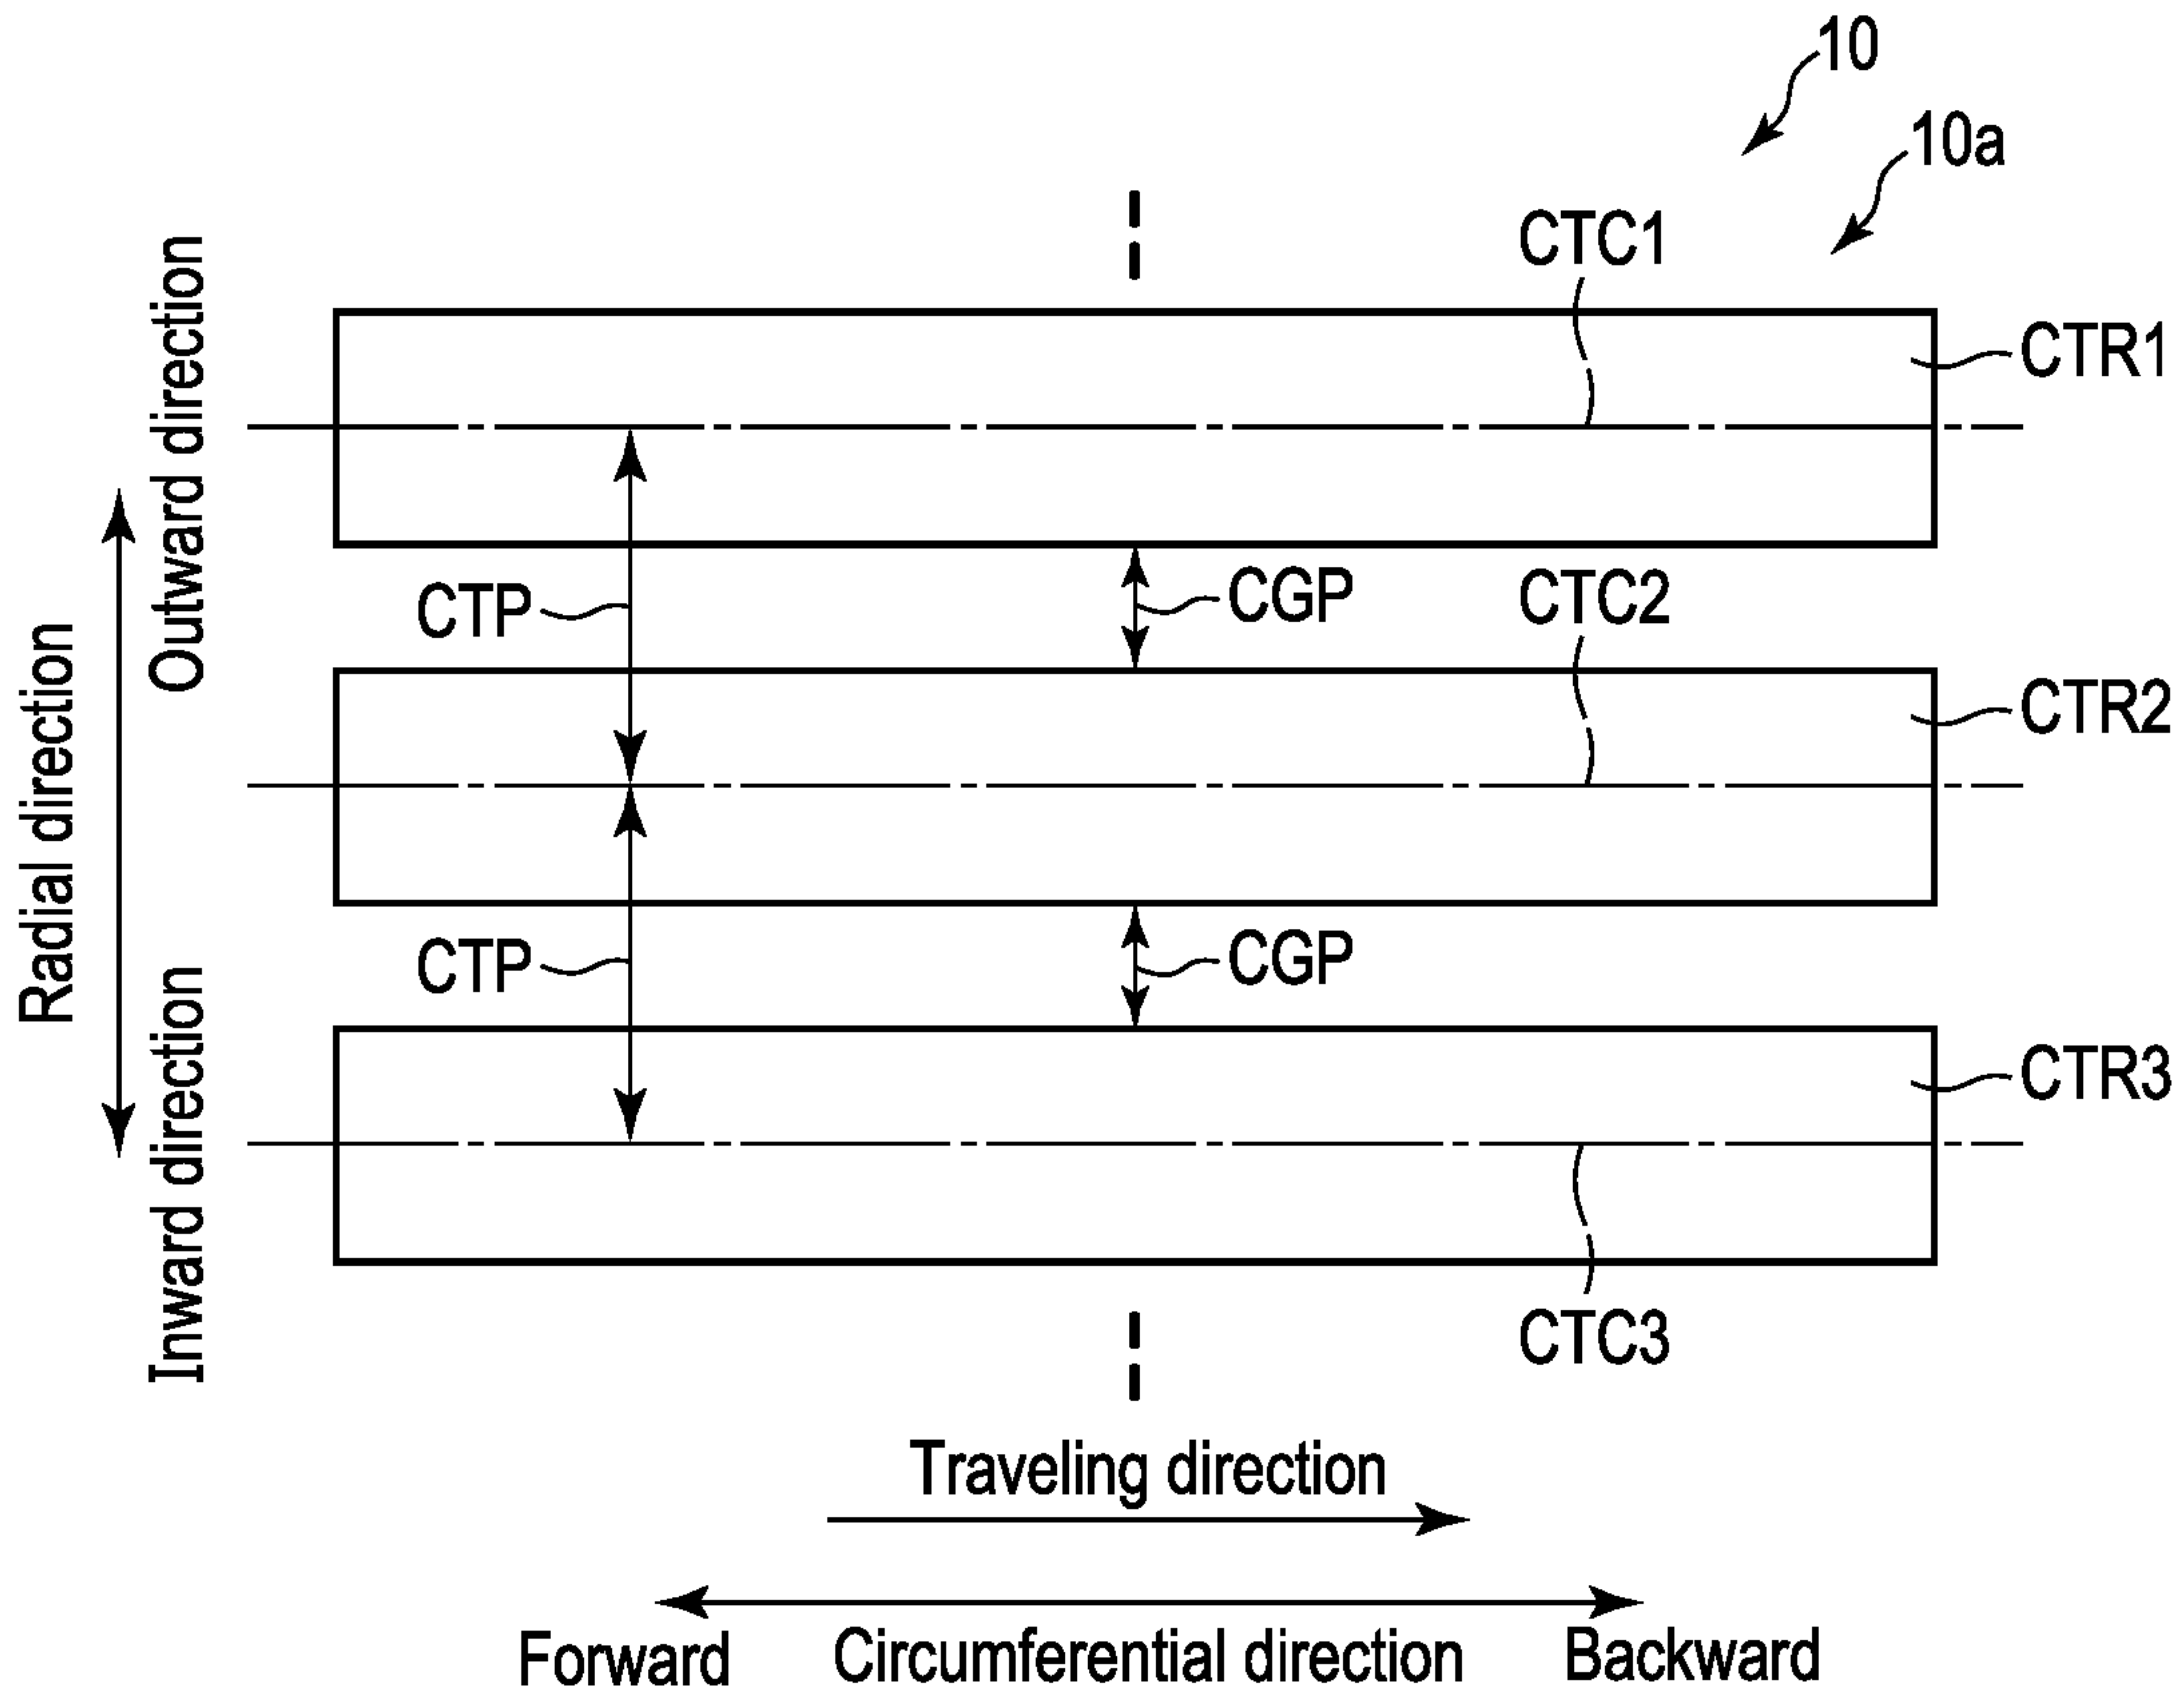 10
10a
CTC1
CTR1
Outward direction
CTP
CGP
CTC2
CTR2
Radial direction
CTP
CGP
CTR3
Inward direction
CTC3
Traveling direction
Forward
Circumferential direction
Backward